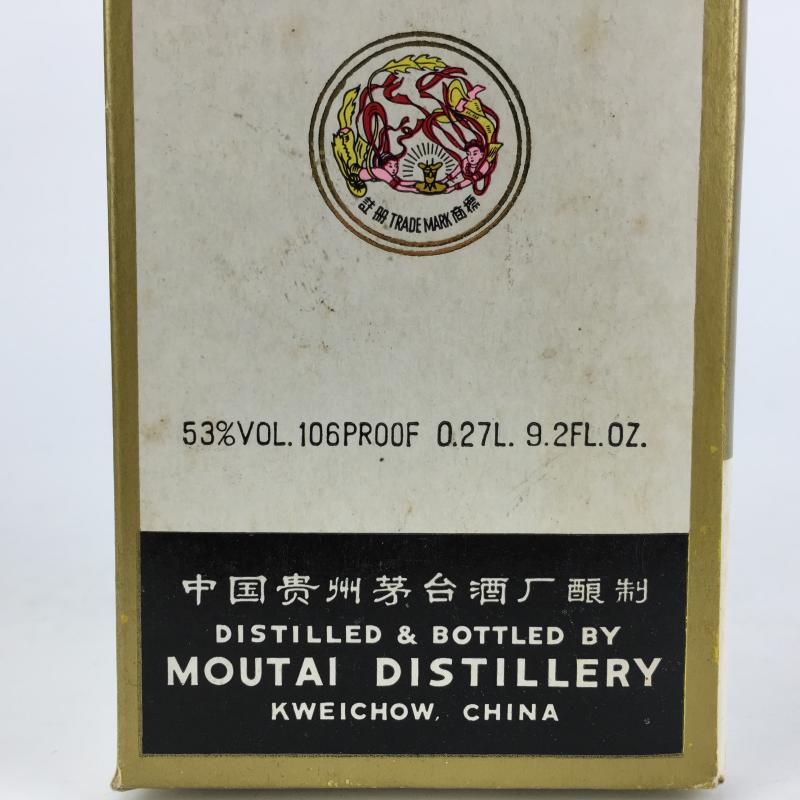 註册 TRADE MARK 商標
53%VOL. 106PROOF 0.27L. 9.2FL.OZ.
中国贵州茅台酒厂酿制
DISTILLED & BOTTLED BY
MOUTAI DISTILLERY
KWEICHOW, CHINA